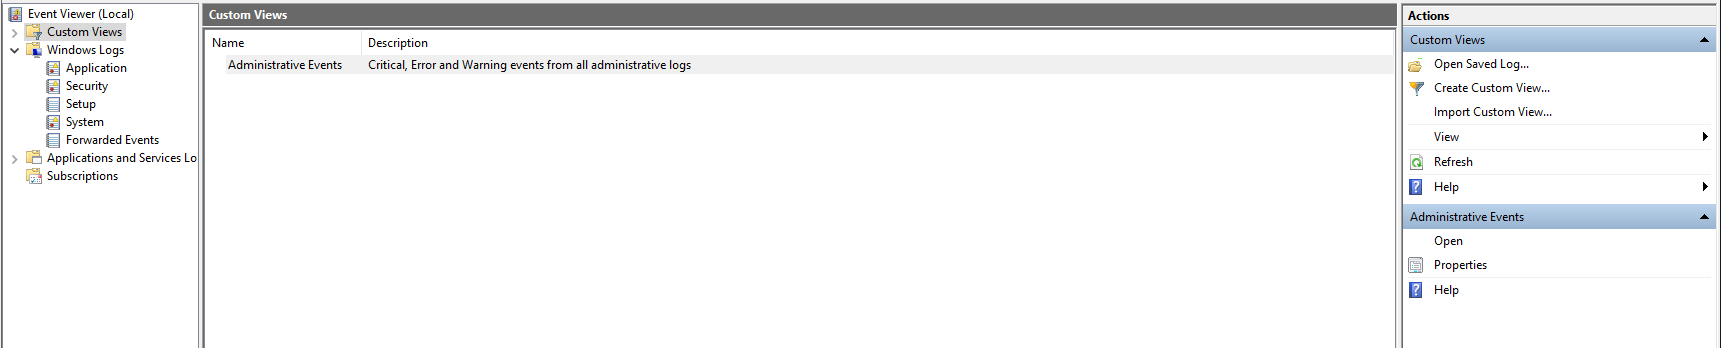 Event Viewer (Local)
Custom Views
Windows Logs
Application
Security
Setup
System
Forwarded Events
Applications and Services Lo
Subscriptions
Custom Views
Name Description
Administrative Events Critical, Error and Warning events from all administrative logs
Actions
Custom Views
Open Saved Log...
Create Custom View...
Import Custom View...
View
Refresh
Help
Administrative Events
Open
Properties
Help